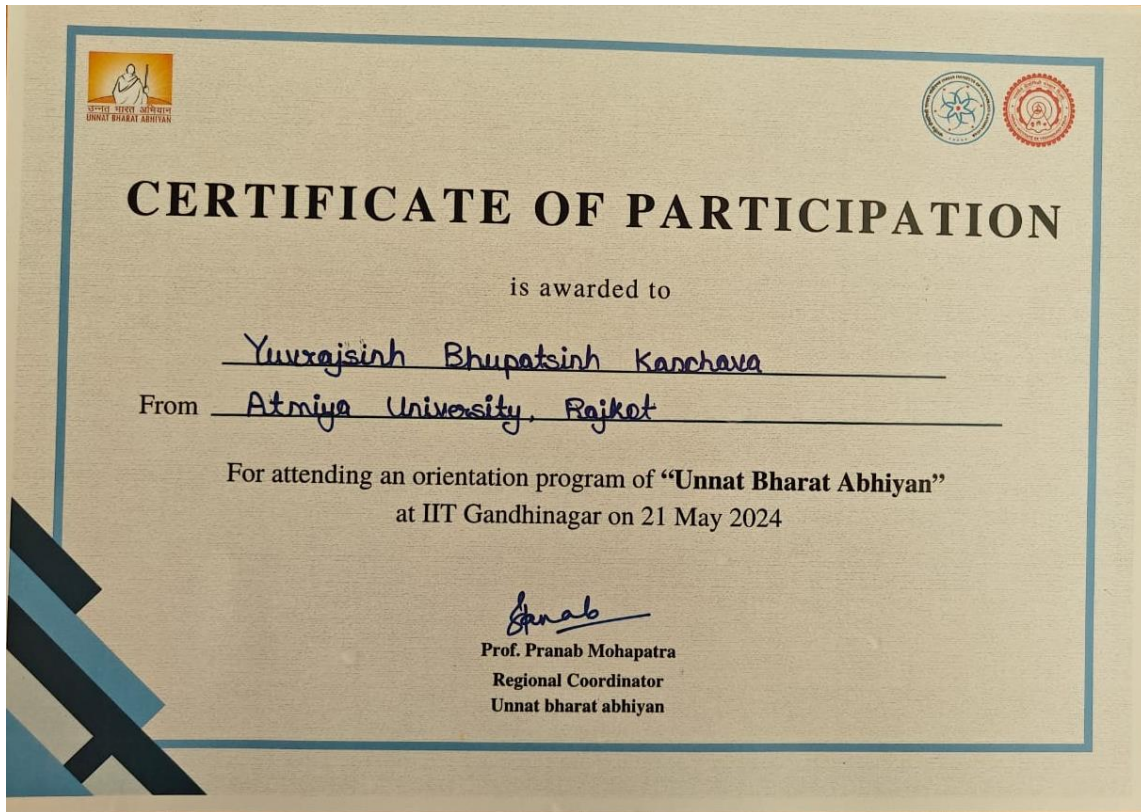 उन्नत भारत अभियान
UNNAT BHARAT ABHIYAN
CERTIFICATE OF PARTICIPATION
is awarded to
Yuvrajsinh Bhupatsinh Kanchava
From Atmiya University, Rajkot
For attending an orientation program of “Unnat Bharat Abhiyan”
at IIT Gandhinagar on 21 May 2024
Pranab
Prof. Pranab Mohapatra
Regional Coordinator
Unnat bharat abhiyan